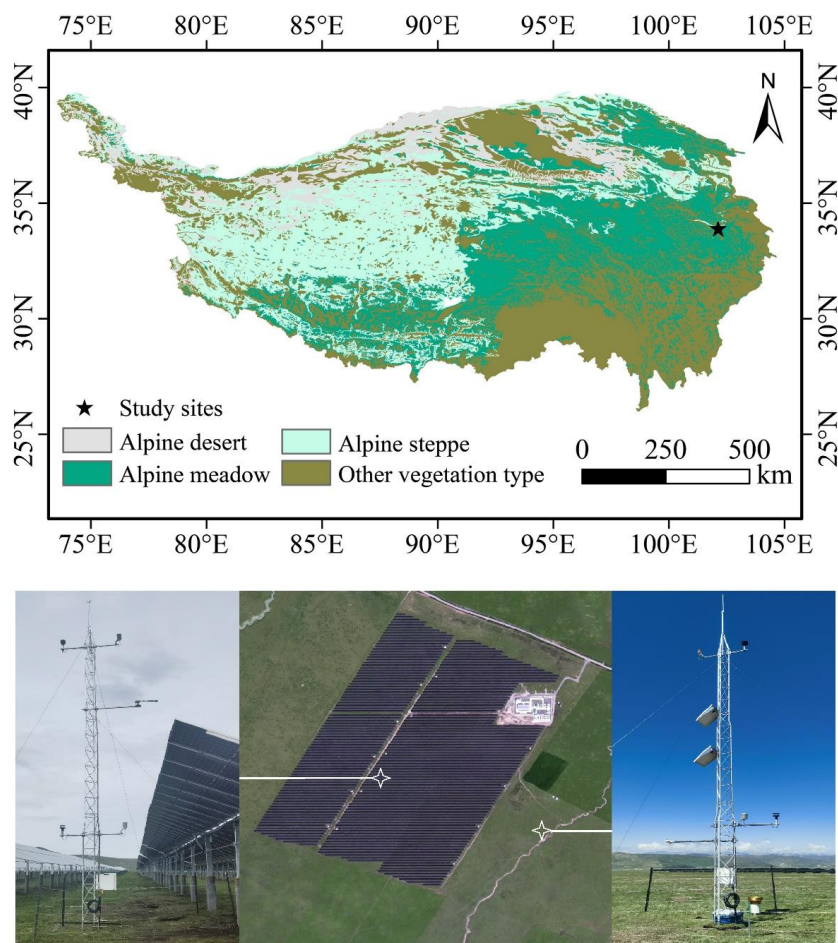 75°E 80°E 85°E 90°E 95°E 100°E 105°E
40°N 40°N
N
35°N 35°N
30°N 30°N
25°N 25°N
Study sites
Alpine desert
Alpine steppe
Alpine meadow
Other vegetation type
0 250 500
km
75°E 80°E 85°E 90°E 95°E 100°E 105°E